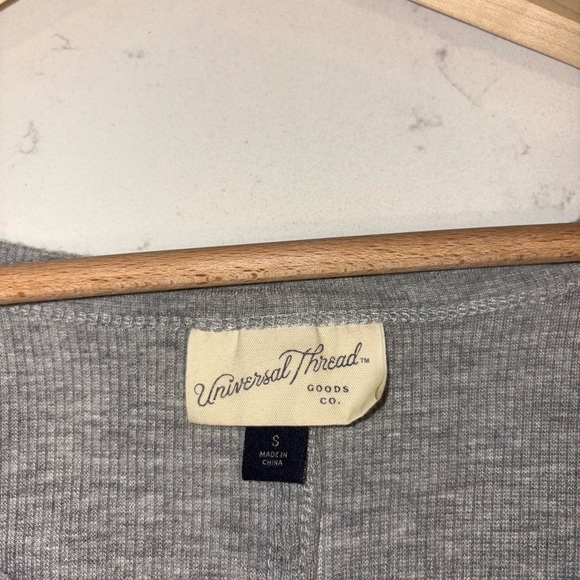 Universal Thread™
GOODS
CO.
S
MADE IN
CHINA